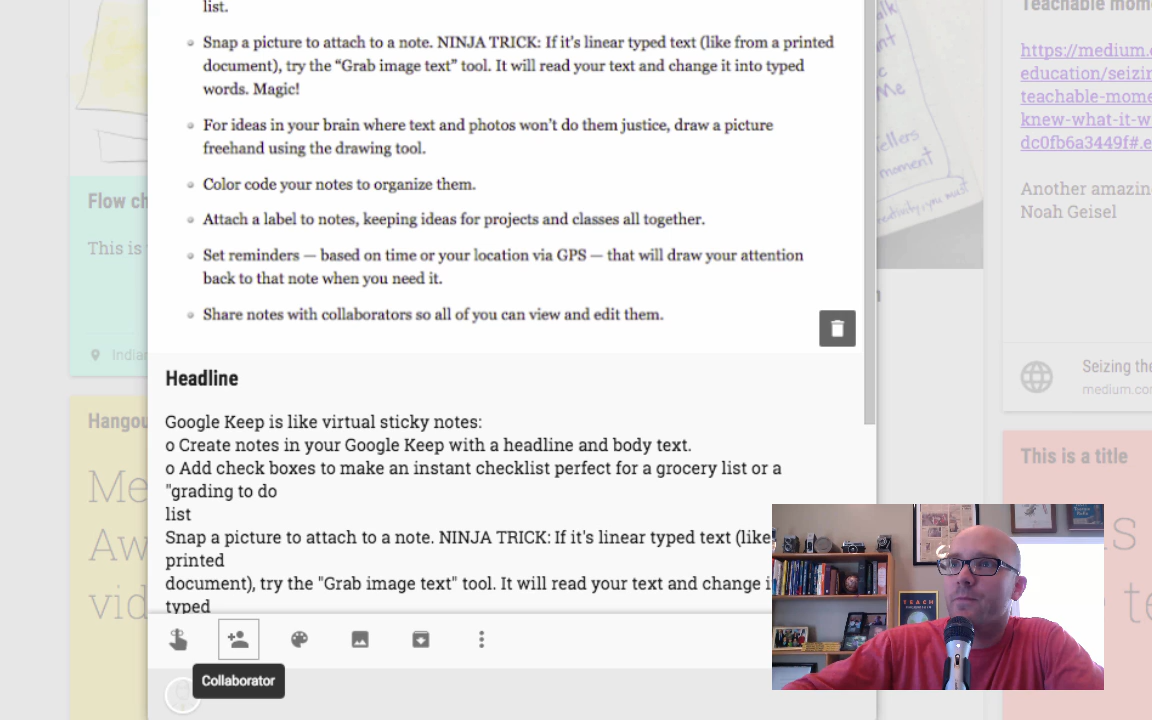 list.
Snap a picture to attach to a note. NINJA TRICK: If it's linear typed text (like from a printed
document), try the “Grab image text” tool. It will read your text and change it into typed
words. Magic!
For ideas in your brain where text and photos won't do them justice, draw a picture
freehand using the drawing tool.
Color code your notes to organize them.
Attach a label to notes, keeping ideas for projects and classes all together.
Set reminders — based on time or your location via GPS — that will draw your attention
back to that note when you need it.
Share notes with collaborators so all of you can view and edit them.
Headline
Google Keep is like virtual sticky notes:
o Create notes in your Google Keep with a headline and body text.
o Add check boxes to make an instant checklist perfect for a grocery list or a
"grading to do
list
Snap a picture to attach to a note. NINJA TRICK: If it's linear typed text (like
printed
document), try the "Grab image text" tool. It will read your text and change i
typed
Collaborator
Flow ch
This is
Indian
Hangou
Me
Aw
vid
Me
ellers
moment
Teachable mom
https://medium.c
education/seizin
teachable-mome
knew-what-it-w
dc0fb6a3449f#.e
Another amazin
Noah Geisel
Seizing the
medium.com
This is a title
s
te
TEACH